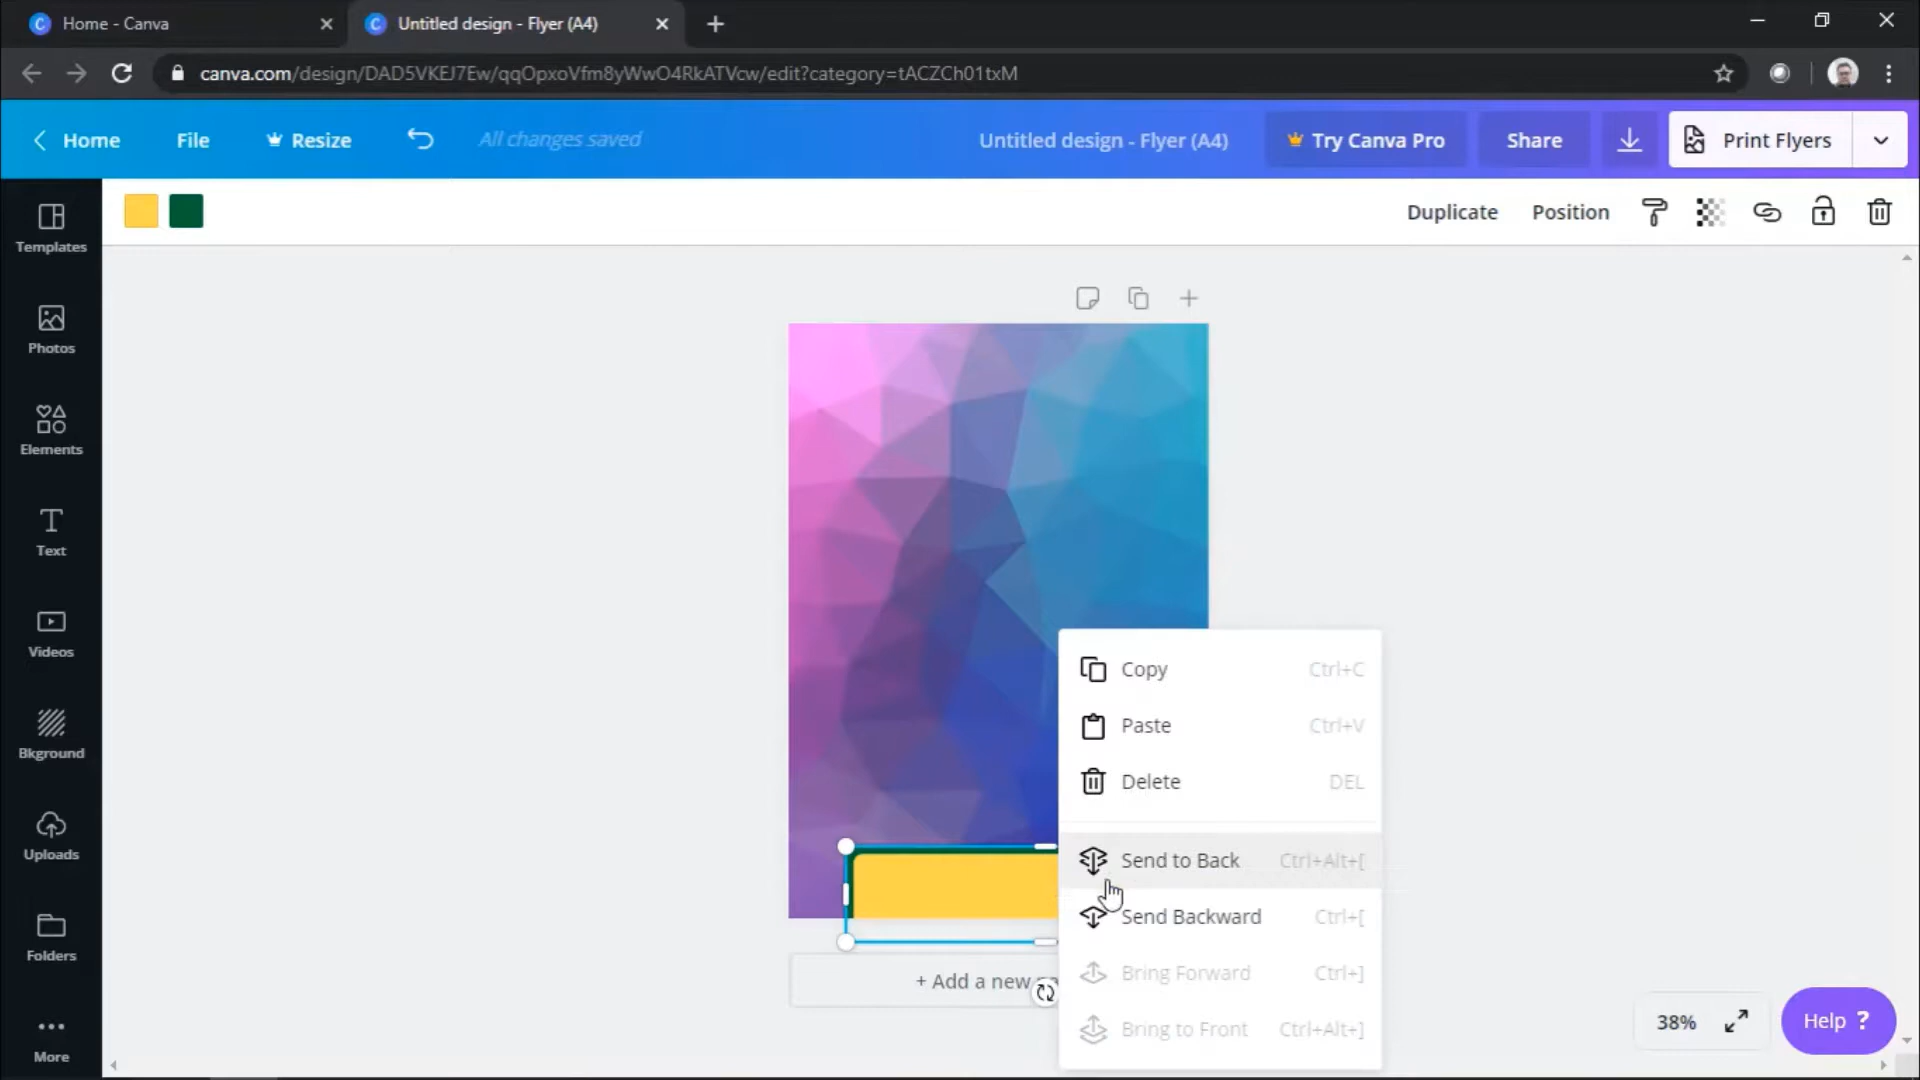 Home - Canva
Untitled design - Flyer (A4)
canva.com/design/DAD5VKEJ7Ew/qqOpxoVfm8yWwO4RkATVcw/edit?category=tACZCh01txM
Home
File
Resize
All changes saved
Untitled design - Flyer (A4)
Try Canva Pro
Share
Print Flyers
Duplicate
Position
Templates
Photos
Elements
Text
Videos
Bkground
Uploads
Folders
More
Copy Ctrl+C
Paste Ctrl+V
Delete DEL
Send to Back Ctrl+Alt+[
Send Backward Ctrl+[
Bring Forward Ctrl+]
Bring to Front Ctrl+Alt+]
+ Add a new
38%
Help ?